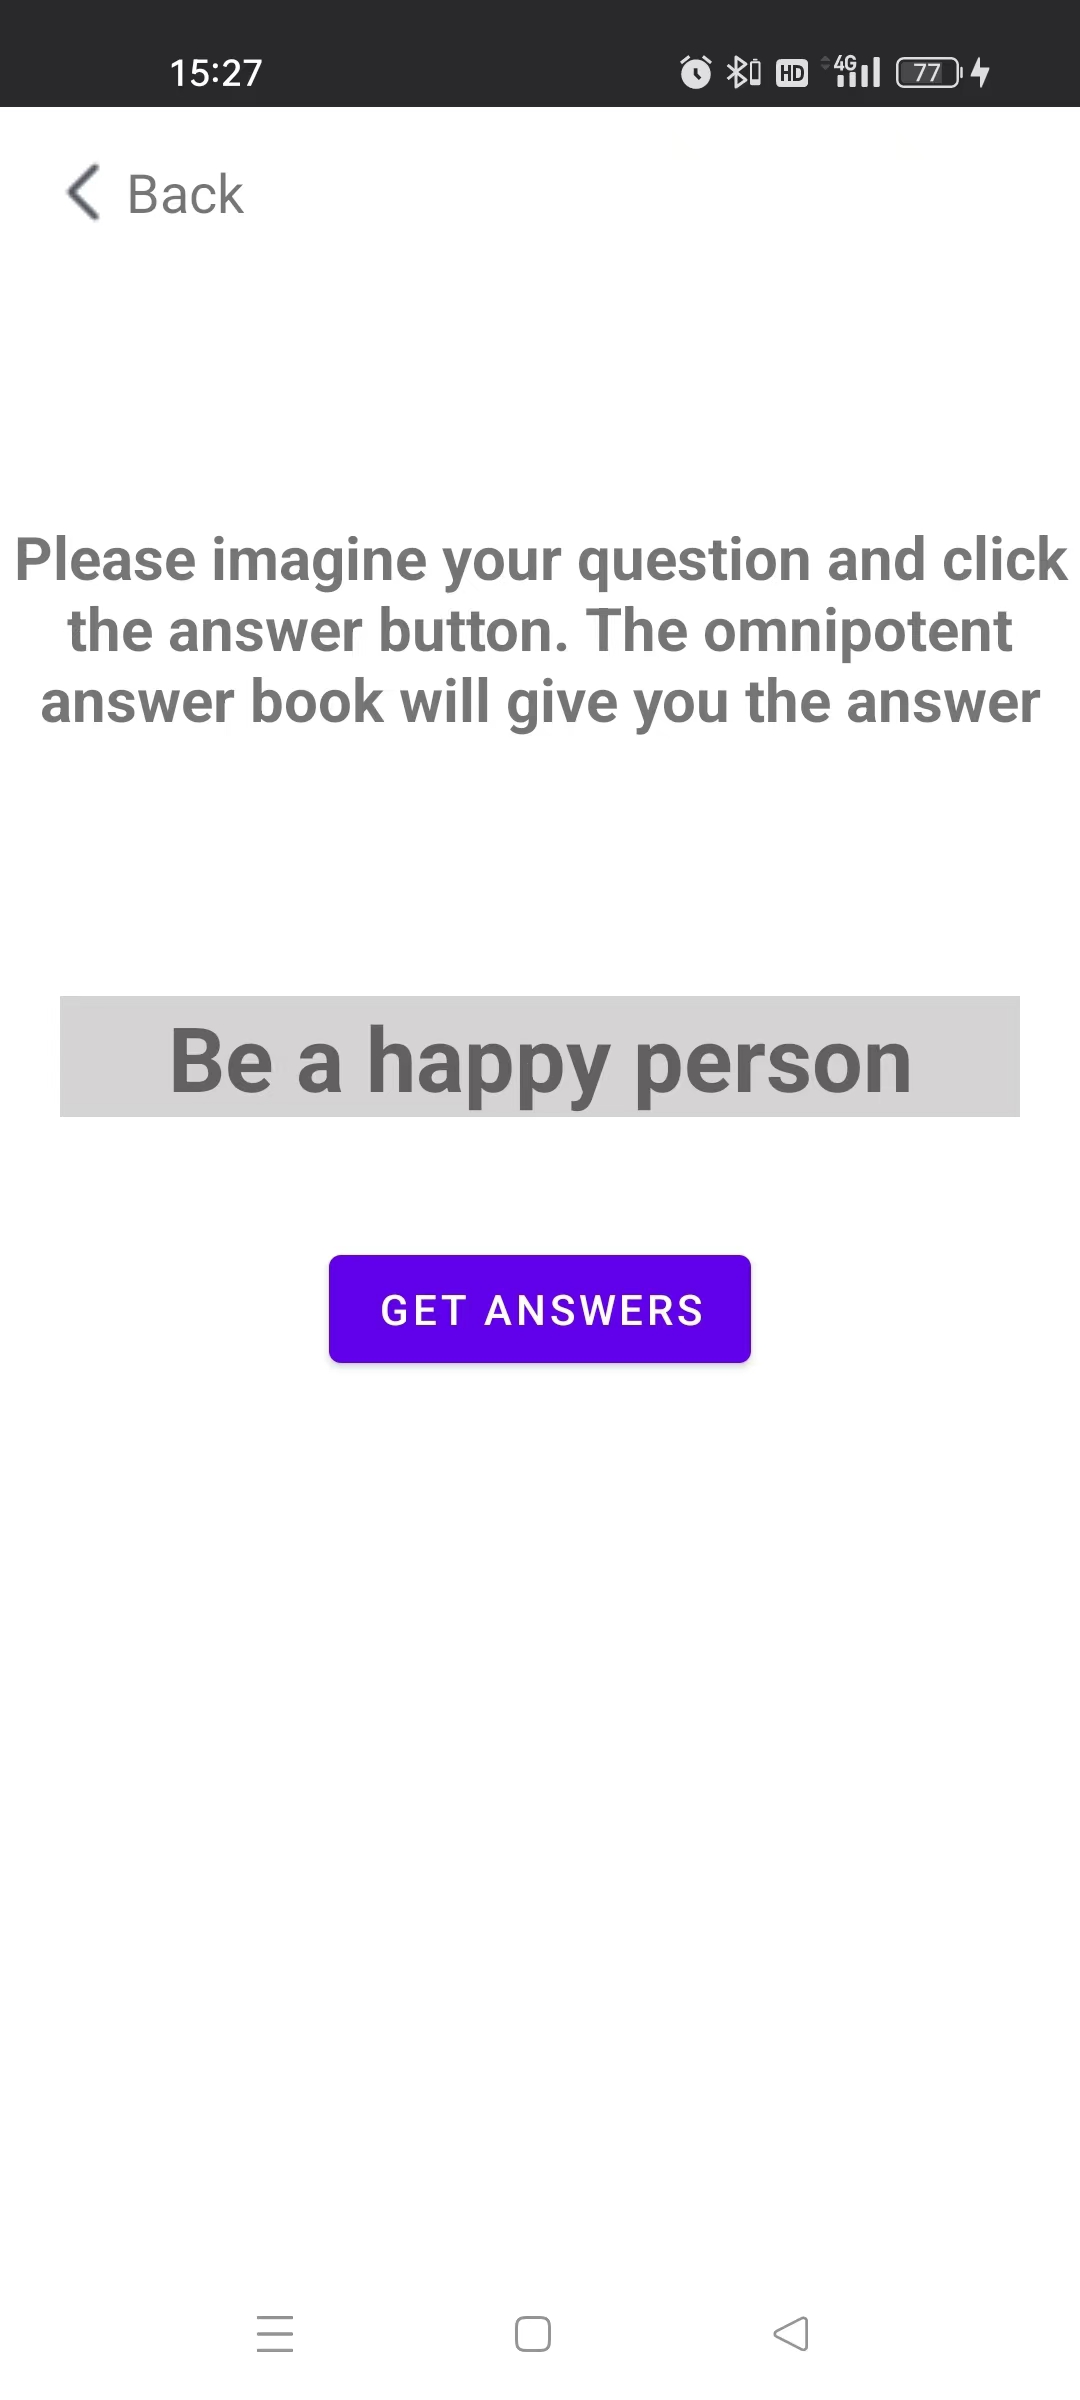 15:27
HD 4G 77
Back
Please imagine your question and click
the answer button. The omnipotent
answer book will give you the answer
Be a happy person
GET ANSWERS